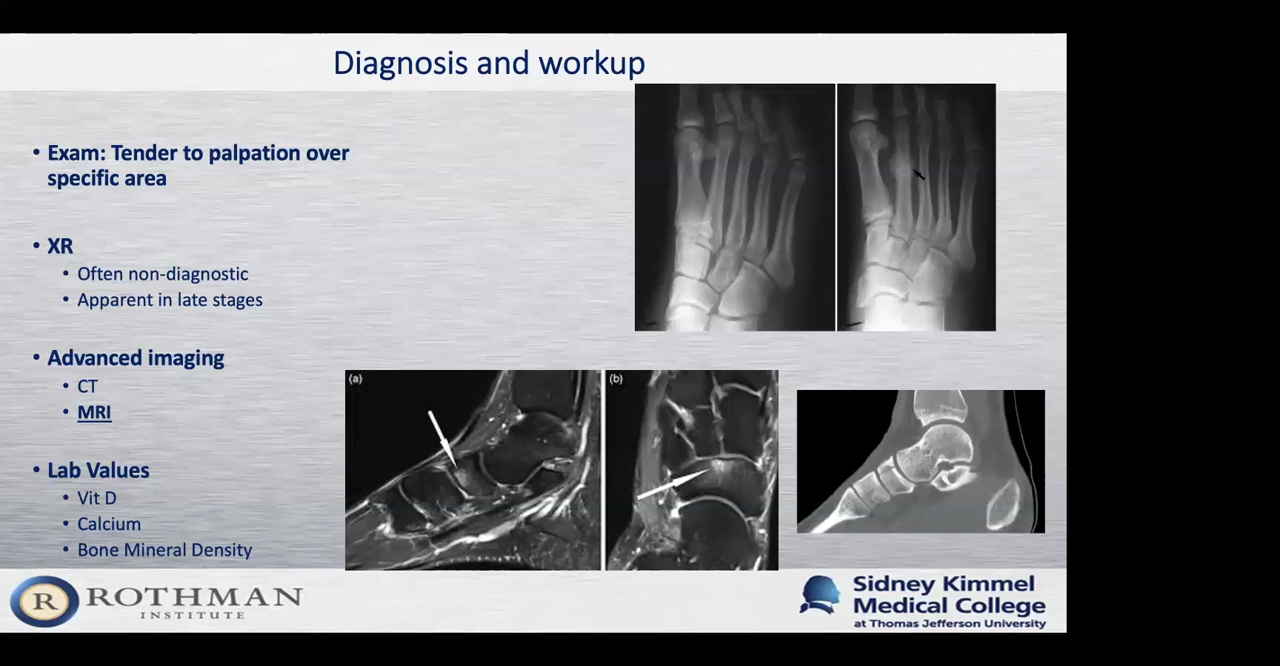 Diagnosis and workup
• Exam: Tender to palpation over
specific area
• XR
• Often non-diagnostic
• Apparent in late stages
• Advanced imaging
• CT
• MRI
• Lab Values
• Vit D
• Calcium
• Bone Mineral Density
(a)
(b)
R ROTHMAN
INSTITUTE
Sidney Kimmel
Medical College
at Thomas Jefferson University